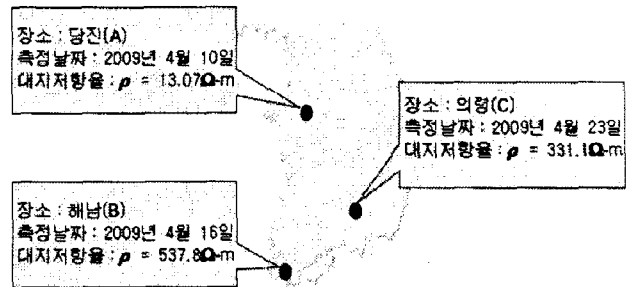 장소 : 당진(A)
측정날짜 : 2009년 4월 10일
대지저항율 : ρ = 13.07Ω-m
장소 : 의령(C)
측정날짜 : 2009년 4월 23일
대지저항율 : ρ = 331.1Ω-m
장소 : 해남(B)
측정날짜 : 2009년 4월 16일
대지저항율 : ρ = 537.8Ω-m